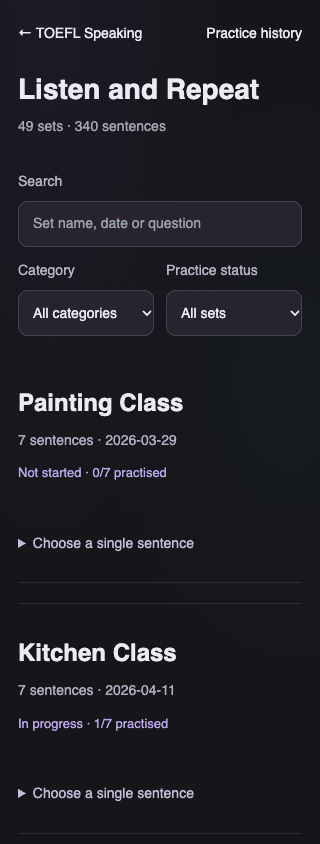 ← TOEFL Speaking Practice history
Listen and Repeat
49 sets · 340 sentences
Search
Set name, date or question
Category Practice status
All categories All sets
Painting Class
7 sentences · 2026-03-29
Not started · 0/7 practised
▶ Choose a single sentence
Kitchen Class
7 sentences · 2026-04-11
In progress · 1/7 practised
▶ Choose a single sentence